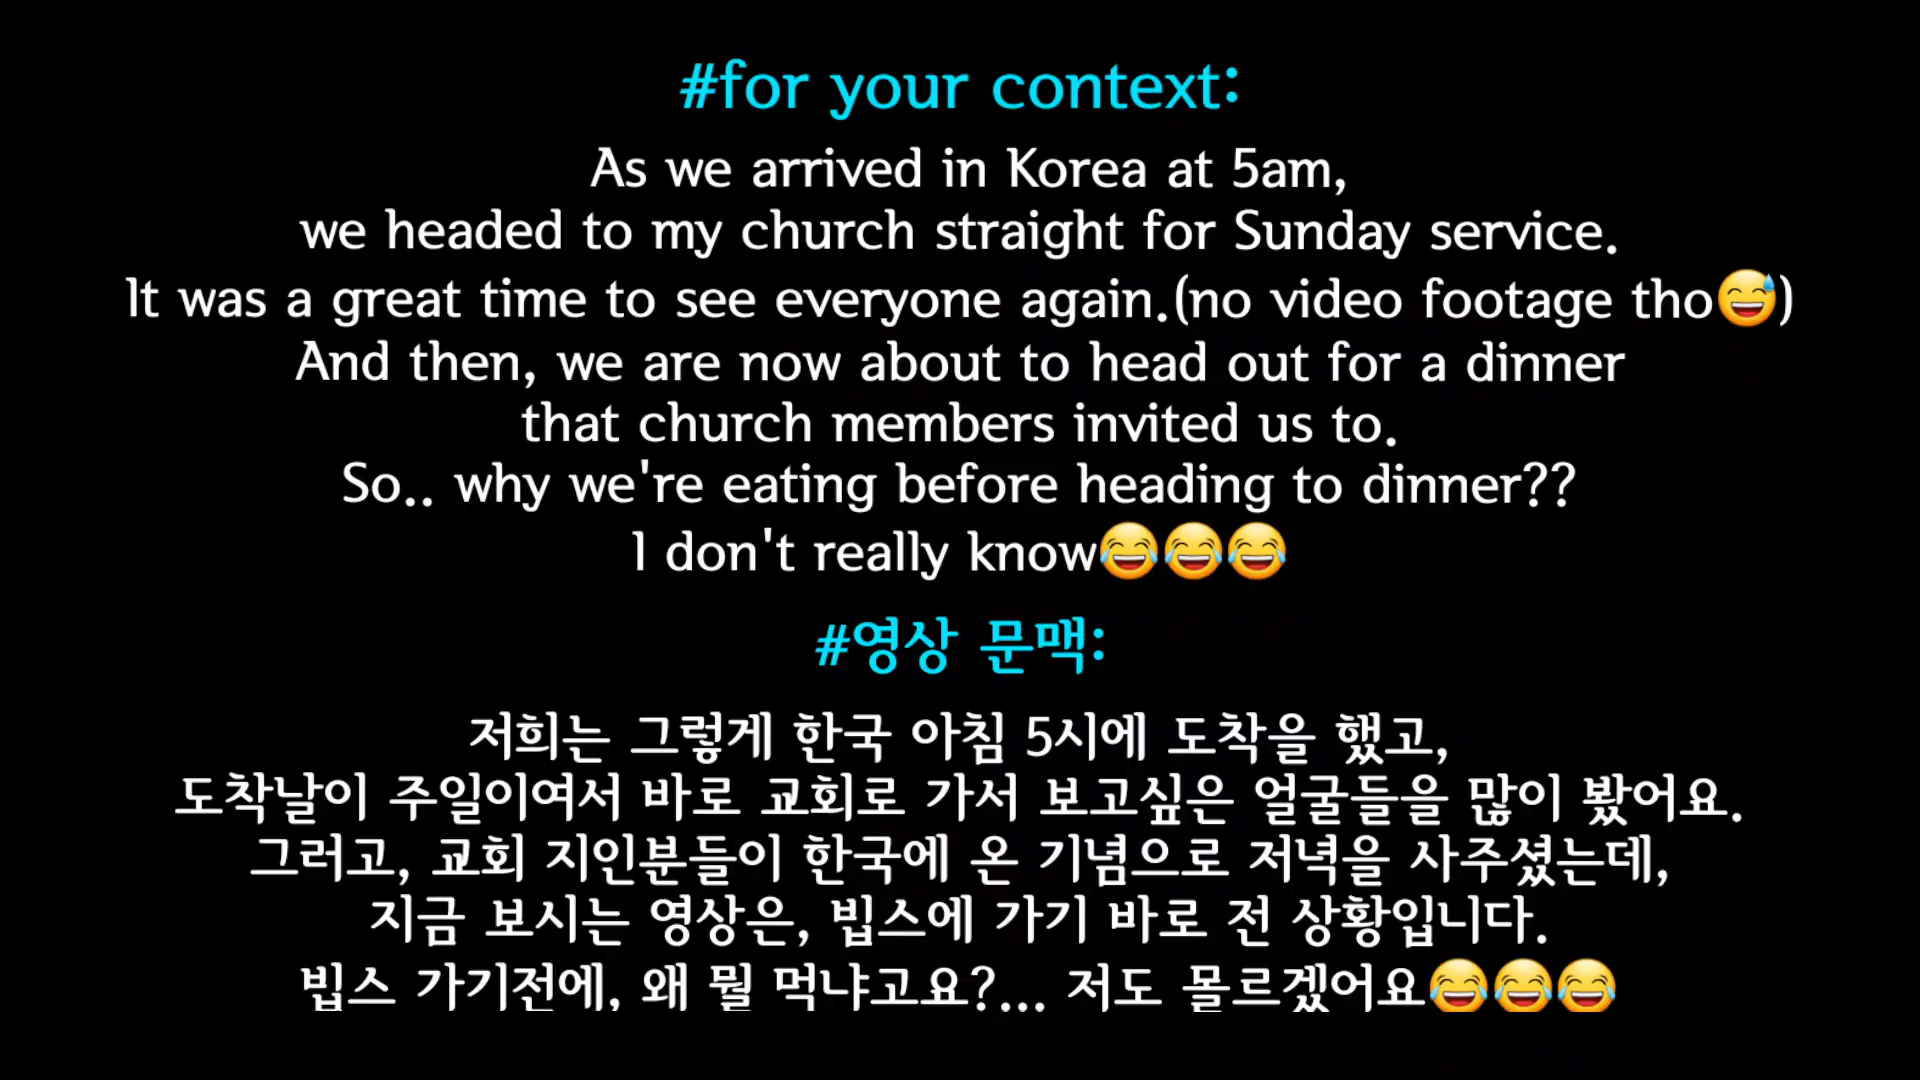 #for your context:
As we arrived in Korea at 5am,
we headed to my church straight for Sunday service.
It was a great time to see everyone again.(no video footage tho😅)
And then, we are now about to head out for a dinner
that church members invited us to.
So.. why we're eating before heading to dinner??
I don't really know😂😂😂
#영상 문맥:
저희는 그렇게 한국 아침 5시에 도착을 했고,
도착날이 주일이여서 바로 교회로 가서 보고싶은 얼굴들을 많이 봤어요.
그러고, 교회 지인분들이 한국에 온 기념으로 저녁을 사주셨는데,
지금 보시는 영상은, 빕스에 가기 바로 전 상황입니다.
빕스 가기전에, 왜 뭘 먹냐고요?... 저도 몰르겠어요😂😂😂